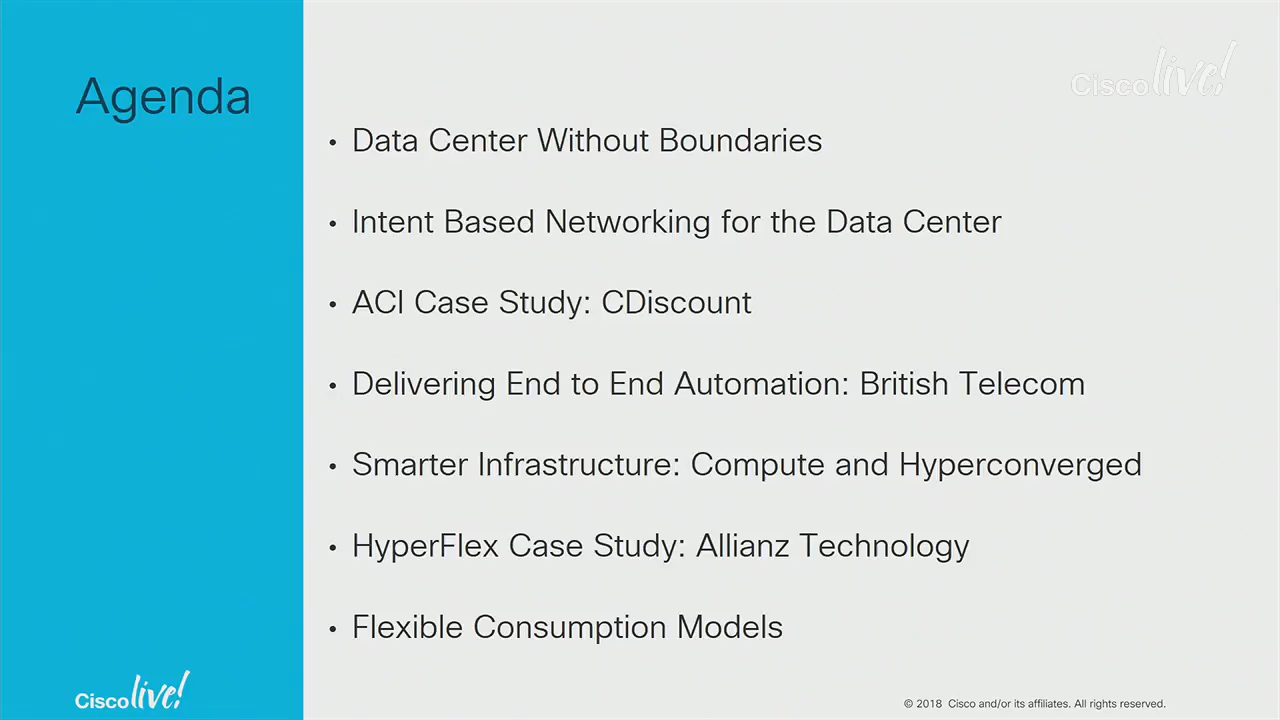 Agenda
Cisco live!
• Data Center Without Boundaries
• Intent Based Networking for the Data Center
• ACI Case Study: CDiscount
• Delivering End to End Automation: British Telecom
• Smarter Infrastructure: Compute and Hyperconverged
• HyperFlex Case Study: Allianz Technology
• Flexible Consumption Models
Cisco live!
© 2018 Cisco and/or its affiliates. All rights reserved.